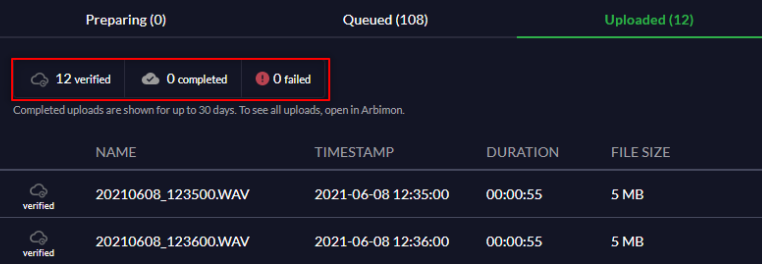 Preparing (0) Queued (108) Uploaded (12)
12 verified 0 completed 0 failed
Completed uploads are shown for up to 30 days. To see all uploads, open in Arbimon.
NAME TIMESTAMP DURATION FILE SIZE
verified 20210608_123500.WAV 2021-06-08 12:35:00 00:00:55 5 MB
verified 20210608_123600.WAV 2021-06-08 12:36:00 00:00:55 5 MB